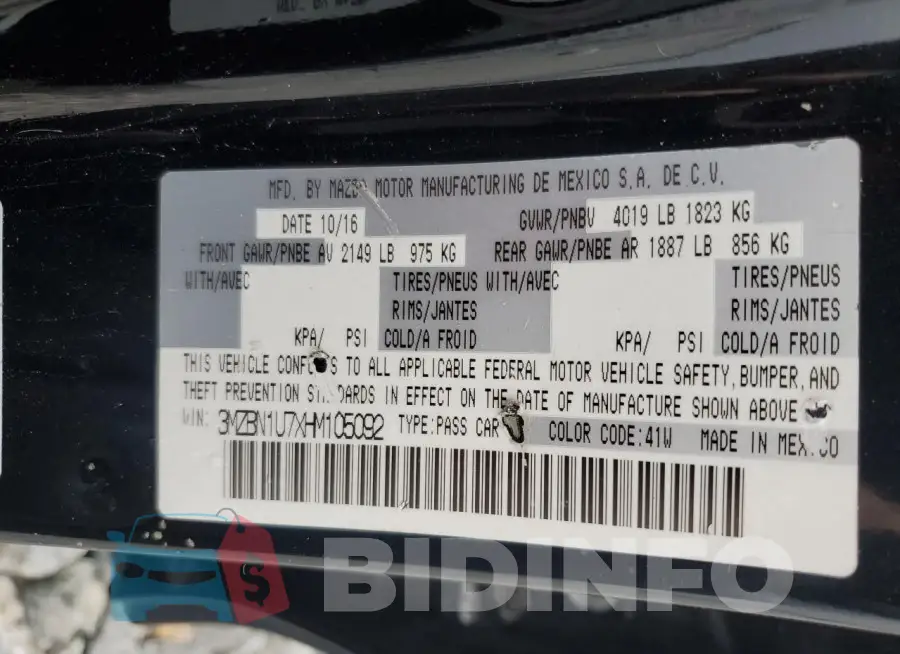 MFD. BY MAZDA MOTOR MANUFACTURING DE MEXICO S.A. DE C.V.
DATE 10/16 GVWR/PNBV 4019 LB 1823 KG
FRONT GAWR/PNBE AV 2149 LB 975 KG REAR GAWR/PNBE AR 1887 LB 856 KG
WITH/AVEC TIRES/PNEUS WITH/AVEC TIRES/PNEUS
RIMS/JANTES RIMS/JANTES
KPA/ PSI COLD/A FROID KPA/ PSI COLD/A FROID
THIS VEHICLE CONFORMS TO ALL APPLICABLE FEDERAL MOTOR VEHICLE SAFETY, BUMPER, AND
THEFT PREVENTION STANDARDS IN EFFECT ON THE DATE OF MANUFACTURE SHOWN ABOVE
VIN: 3MZBN1U7XHM105092 TYPE:PASS CAR COLOR CODE:41W MADE IN MEXICO
$ BIDINFO